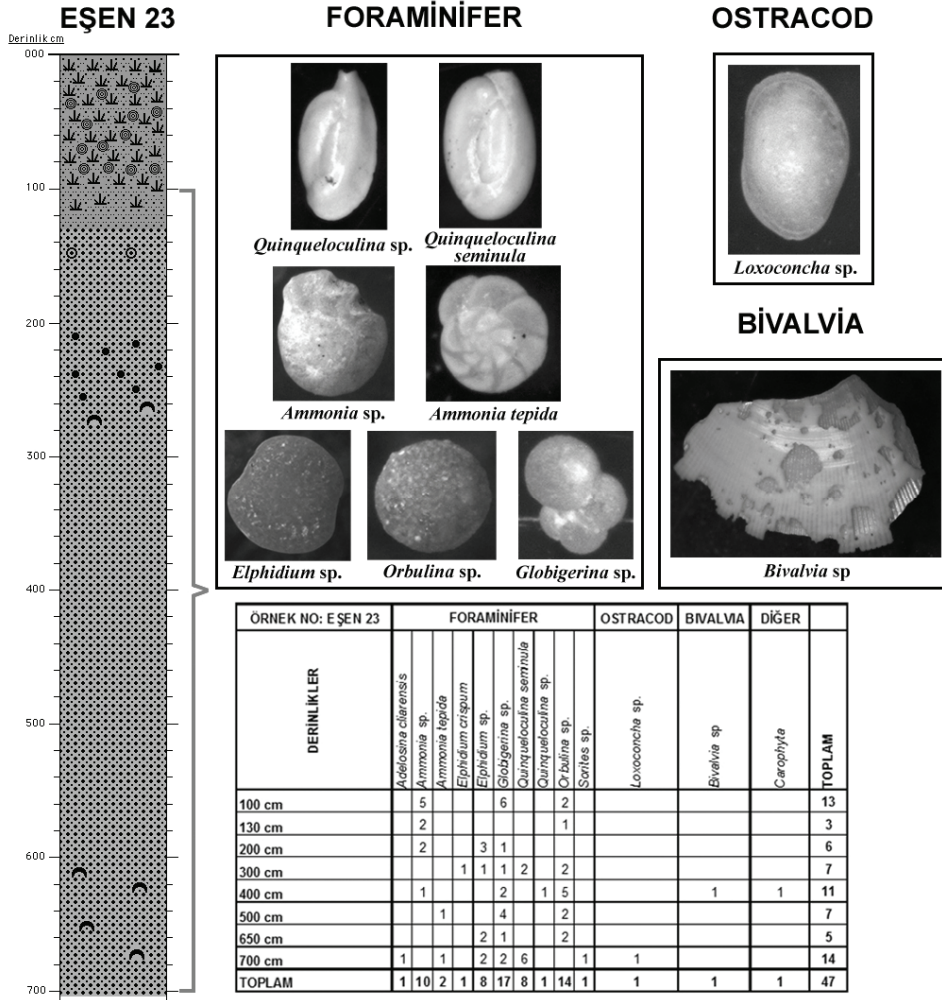 EŞEN 23
FORAMİNİFER
OSTRACOD
Derinlik cm
000
100
200
300
400
500
600
700
Quinqueloculina sp.
Quinqueloculina
seminula
Ammonia sp.
Ammonia tepida
Elphidium sp.
Orbulina sp.
Globigerina sp.
Loxoconcha sp.
BİVALVİA
Bivalvia sp
ÖRNEK NO: EŞEN 23 FORAMİNİFER OSTRACOD BIVALVIA DİĞER
DERİNLİKLER
Adelosina cliarensis
Ammonia sp.
Ammonia tepida
Elphidium crispum
Elphidium sp.
Globigerina sp.
Quinqueloculina seminula
Quinqueloculina sp.
Orbulina sp.
Sorites sp.
Loxoconcha sp.
Bivalvia sp
Carophyta
TOPLAM
100 cm 5 6 2 13
130 cm 2 1 3
200 cm 2 3 1 6
300 cm 1 1 1 2 2 7
400 cm 1 2 1 5 1 1 11
500 cm 1 4 2 7
650 cm 2 1 2 5
700 cm 1 1 2 2 6 1 1 14
TOPLAM 1 10 2 1 8 17 8 1 14 1 1 1 1 47